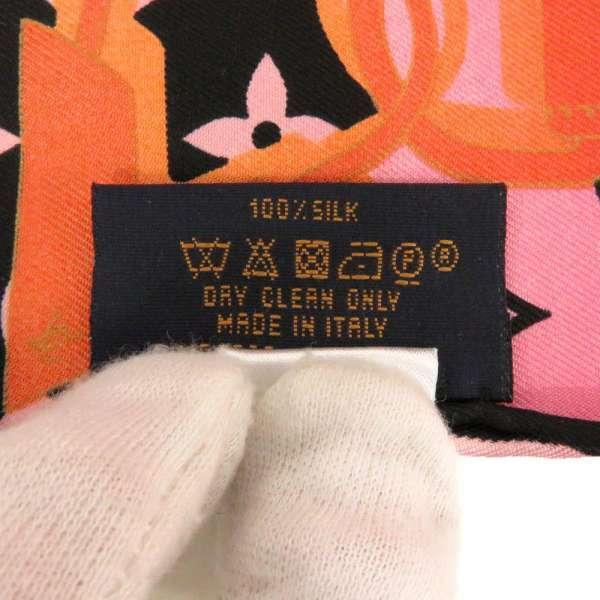 100% SILK
F ®
DRY CLEAN ONLY
MADE IN ITALY